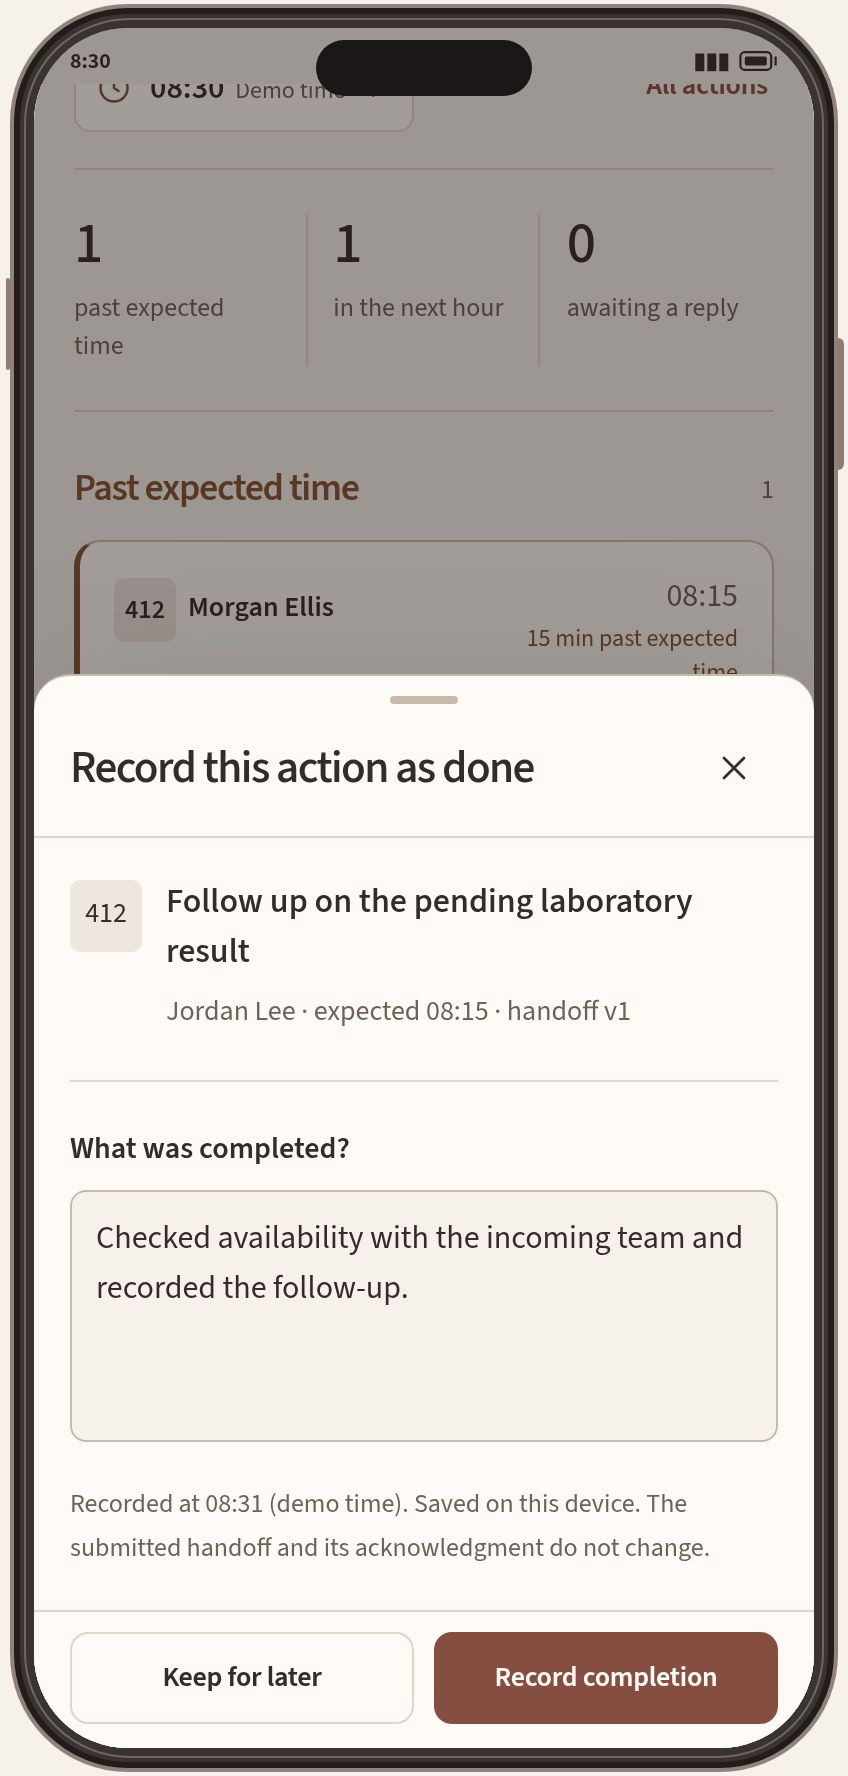 8:30
08:30 Demo time
All actions
1
past expected
time
1
in the next hour
0
awaiting a reply
Past expected time
1
412
Morgan Ellis
08:15
15 min past expected
time
Record this action as done
412
Follow up on the pending laboratory
result
Jordan Lee · expected 08:15 · handoff v1
What was completed?
Checked availability with the incoming team and
recorded the follow-up.
Recorded at 08:31 (demo time). Saved on this device. The
submitted handoff and its acknowledgment do not change.
Keep for later
Record completion